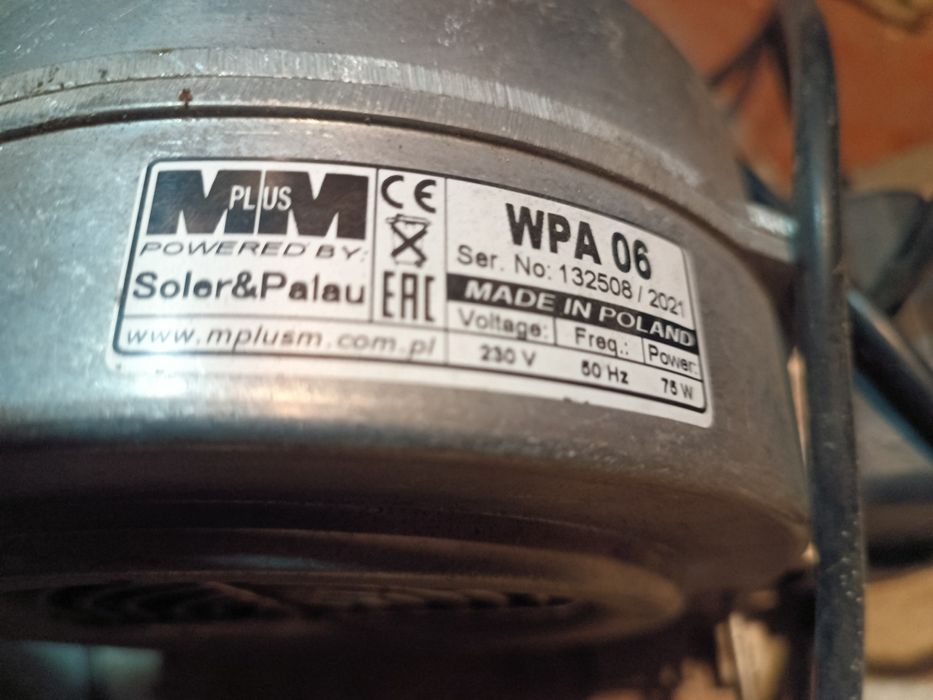 M PLUS M
POWERED BY:
Soler&Palau
www.mplusm.com.pl
CE
EAC
WPA 06
Ser. No: 132508 / 2021
MADE IN POLAND
Voltage: Freq.: Power:
230 V 50 Hz 75 W